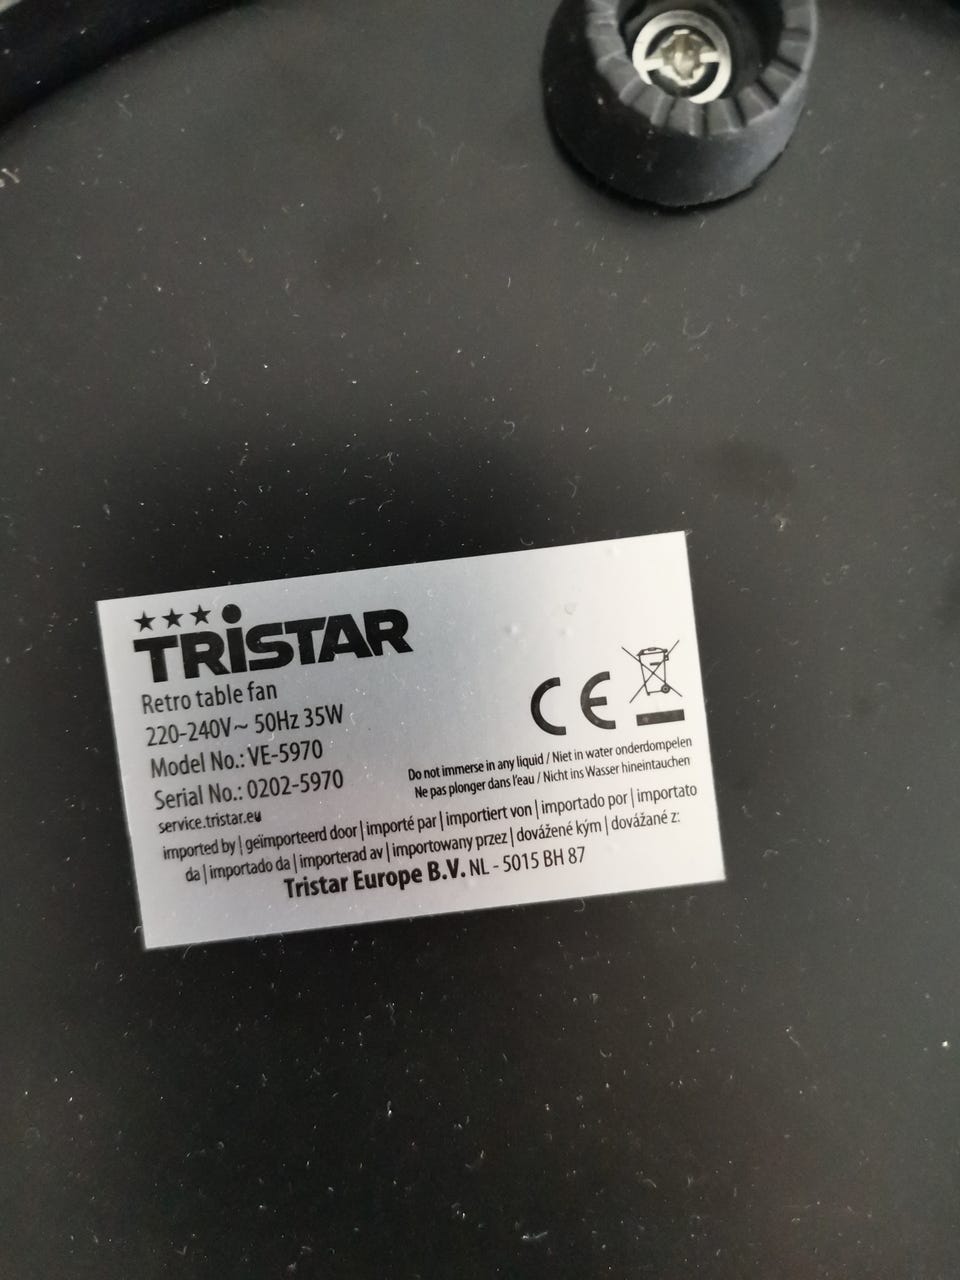 TRiSTAR
Retro table fan
220-240V~ 50Hz 35W
Model No.: VE-5970
Serial No.: 0202-5970
service.tristar.eu
CE
Do not immerse in any liquid / Niet in water onderdompelen
Ne pas plonger dans l'eau / Nicht ins Wasser hineintauchen
imported by | geïmporteerd door | importé par | importiert von | importado por | importato
da | importado da | importerad av | importowany przez | dovážené kým | dovážané z:
Tristar Europe B.V. NL - 5015 BH 87